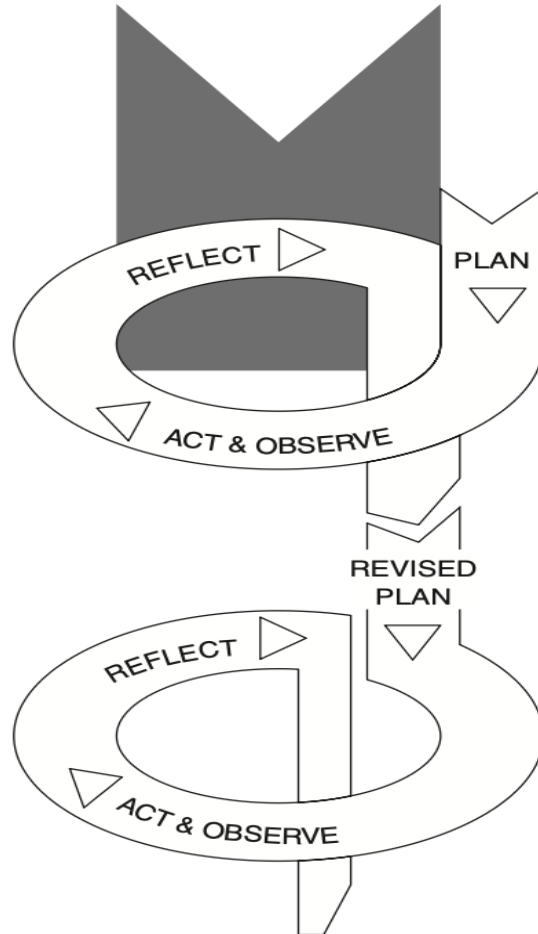 REFLECT
PLAN
ACT & OBSERVE
REVISED
PLAN
REFLECT
ACT & OBSERVE